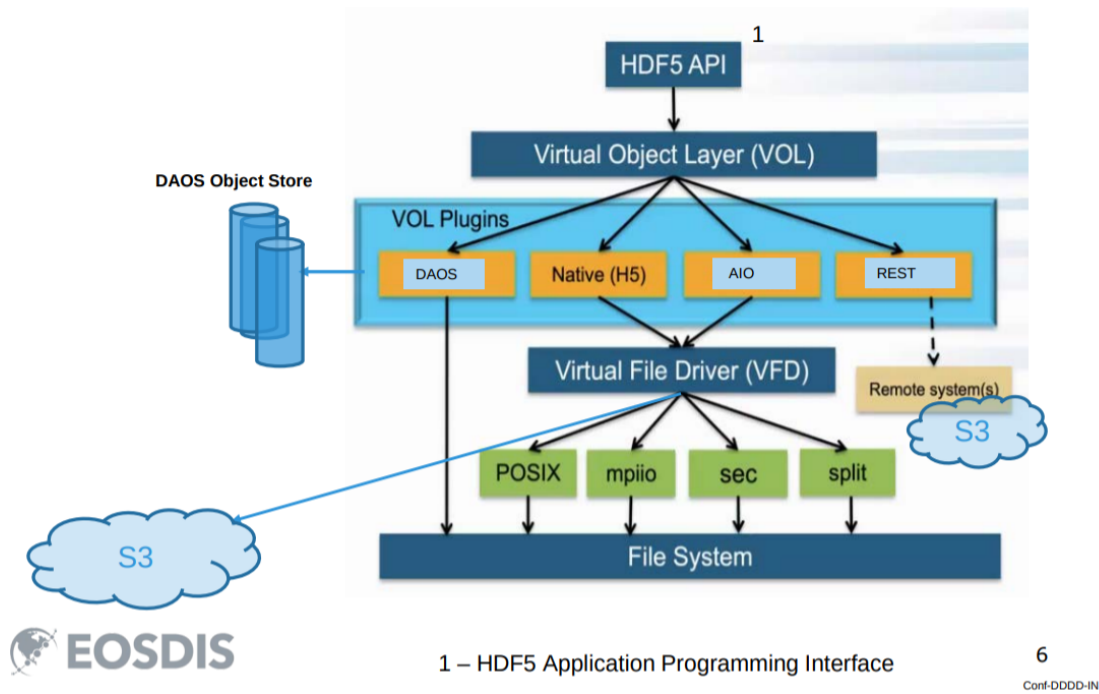 1
HDF5 API
Virtual Object Layer (VOL)
DAOS Object Store
VOL Plugins
DAOS
Native (H5)
AIO
REST
Virtual File Driver (VFD)
Remote system(s)
S3
POSIX
mpiio
sec
split
S3
File System
EOSDIS
1 – HDF5 Application Programming Interface
6
Conf-DDDD-IN